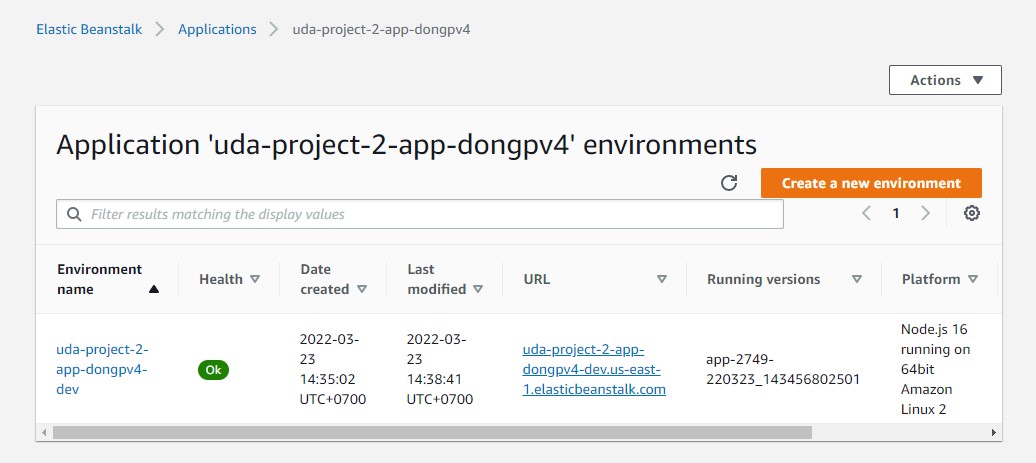 Elastic Beanstalk > Applications > uda-project-2-app-dongpv4
Actions
Application 'uda-project-2-app-dongpv4' environments
Create a new environment
Filter results matching the display values
1
Environment
name
Health
Date
created
Last
modified
URL
Running versions
Platform
uda-project-2-
app-dongpv4-
dev
Ok
2022-03-
23
14:35:02
UTC+0700
2022-03-
23
14:38:41
UTC+0700
uda-project-2-app-
dongpv4-dev.us-east-
1.elasticbeanstalk.com
app-2749-
220323_143456802501
Node.js 16
running on
64bit
Amazon
Linux 2